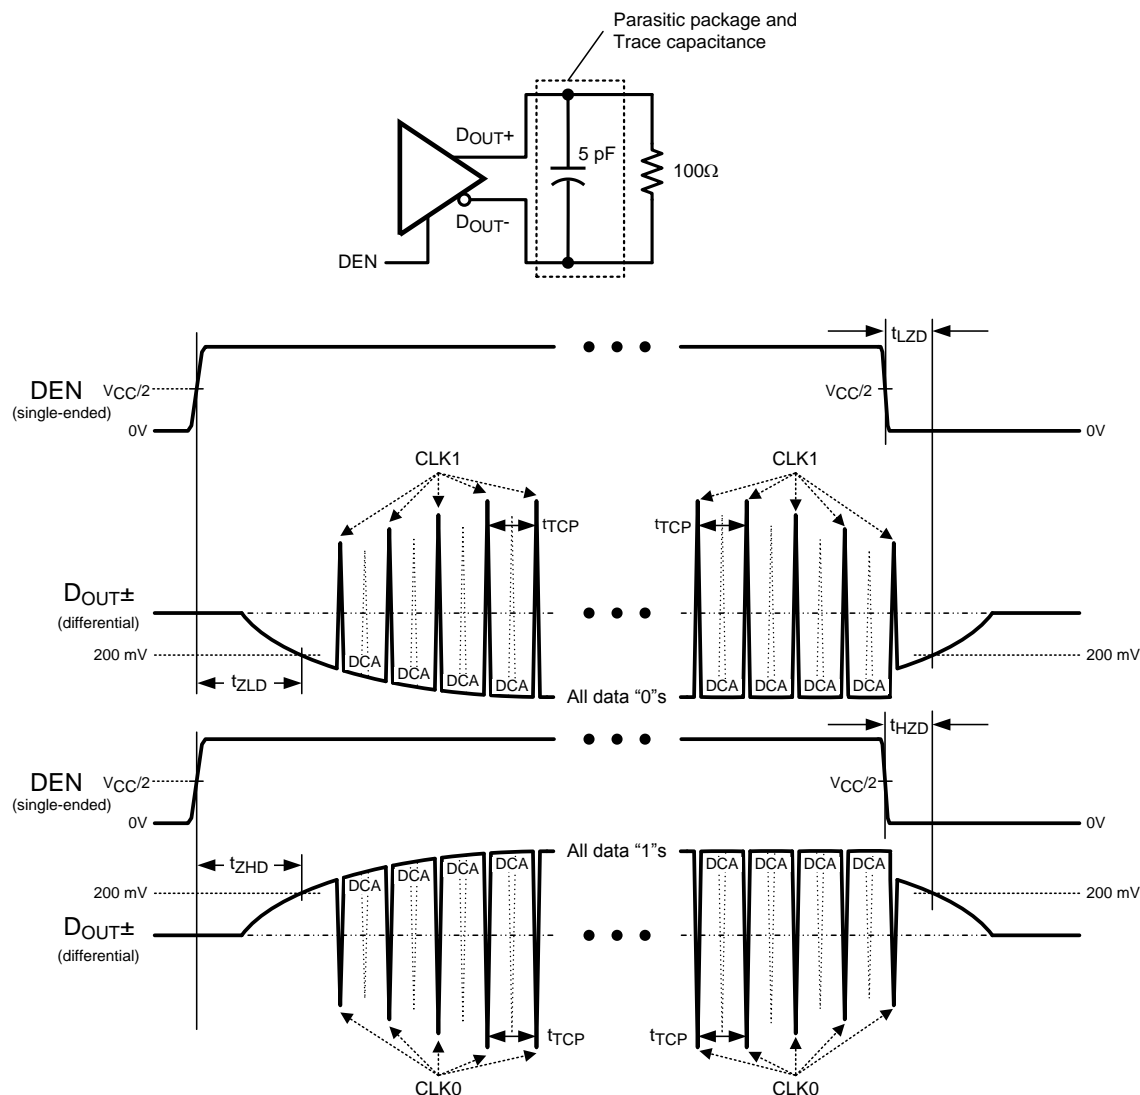 Parasitic package and
Trace capacitance
DOUT+
5 pF
100Ω
DOUT-
DEN
tLZD
DEN
(single-ended)
VCC/2
0V
VCC/2
0V
CLK1
CLK1
tTCP
tTCP
DOUT±
(differential)
200 mV
tZLD
DCA
DCA
DCA
DCA
All data “0”s
DCA
DCA
DCA
DCA
200 mV
tHZD
DEN
(single-ended)
VCC/2
0V
VCC/2
0V
tZHD
All data “1”s
DCA
DCA
DCA
DCA
DCA
DCA
DCA
DCA
200 mV
200 mV
DOUT±
(differential)
tTCP
tTCP
CLK0
CLK0